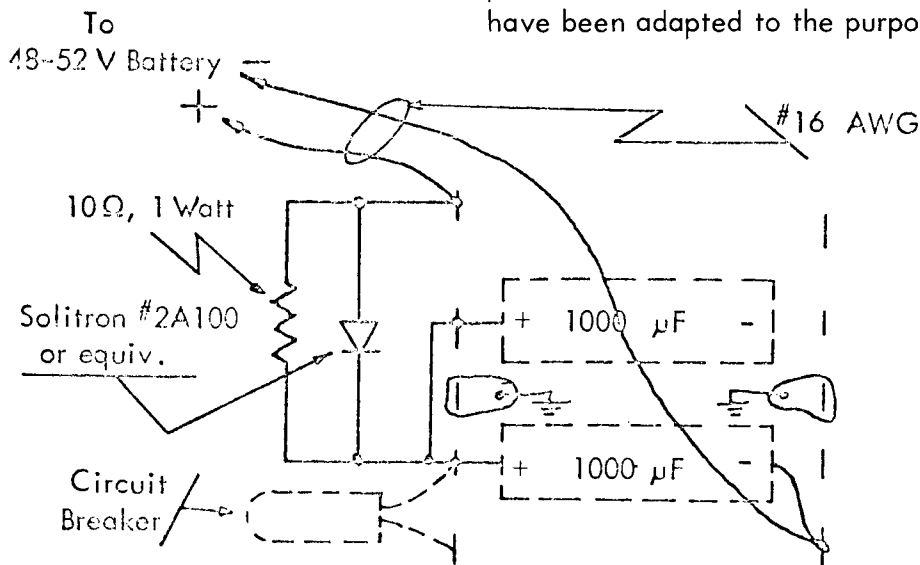 have been adapted to the purpo
To
48-52 V Battery −
+
#16 AWG
10Ω, 1 Watt
Solitron #2A100
or equiv.
+ 1000 µF -
+ 1000 µF -
Circuit
Breaker